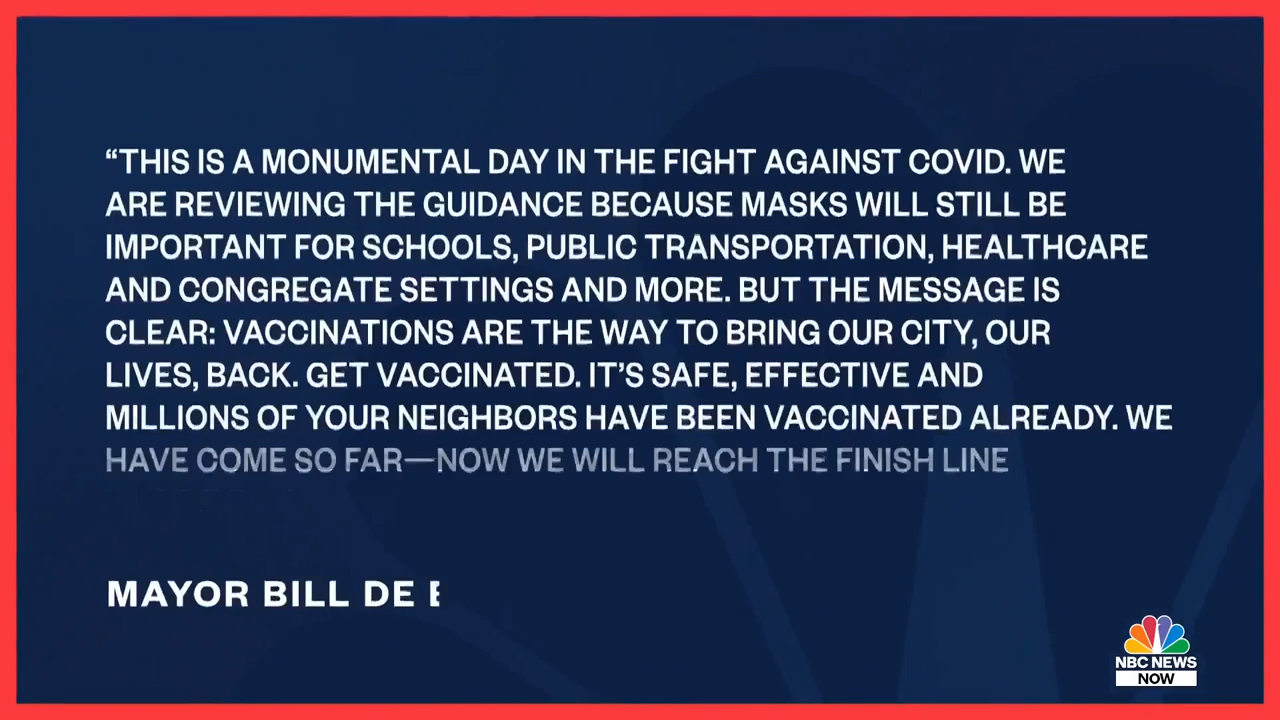 “THIS IS A MONUMENTAL DAY IN THE FIGHT AGAINST COVID. WE
ARE REVIEWING THE GUIDANCE BECAUSE MASKS WILL STILL BE
IMPORTANT FOR SCHOOLS, PUBLIC TRANSPORTATION, HEALTHCARE
AND CONGREGATE SETTINGS AND MORE. BUT THE MESSAGE IS
CLEAR: VACCINATIONS ARE THE WAY TO BRING OUR CITY, OUR
LIVES, BACK. GET VACCINATED. IT’S SAFE, EFFECTIVE AND
MILLIONS OF YOUR NEIGHBORS HAVE BEEN VACCINATED ALREADY. WE
HAVE COME SO FAR—NOW WE WILL REACH THE FINISH LINE
MAYOR BILL DE
NBC NEWS
NOW